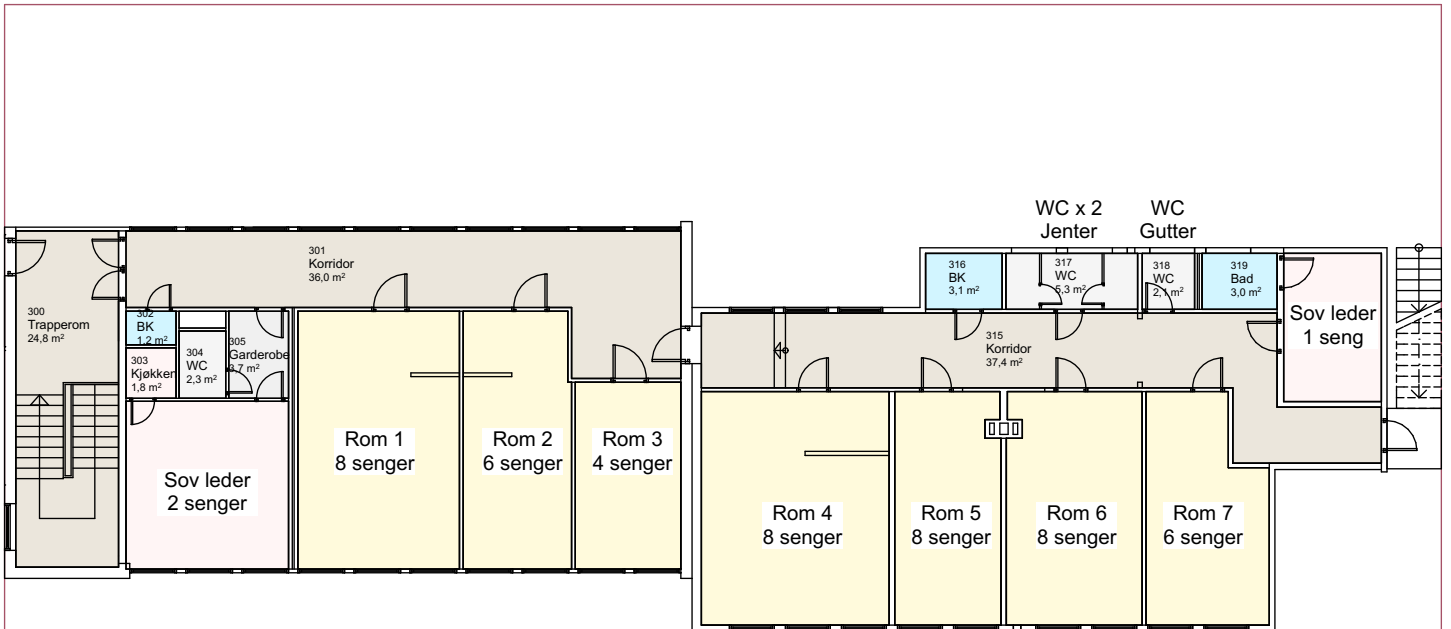 WC x 2
Jenter
WC
Gutter
301
Korridor
36,0 m²
316
BK
3,1 m²
317
WC
5,3 m²
318
WC
2,1 m²
319
Bad
3,0 m²
300
Trapperom
24,8 m²
302
BK
1,2 m²
303
Kjøkken
1,8 m²
304
WC
2,3 m²
305
Garderobe
3,7 m²
315
Korridor
37,4 m²
Sov leder
1 seng
Rom 1
8 senger
Rom 2
6 senger
Rom 3
4 senger
Sov leder
2 senger
Rom 4
8 senger
Rom 5
8 senger
Rom 6
8 senger
Rom 7
6 senger